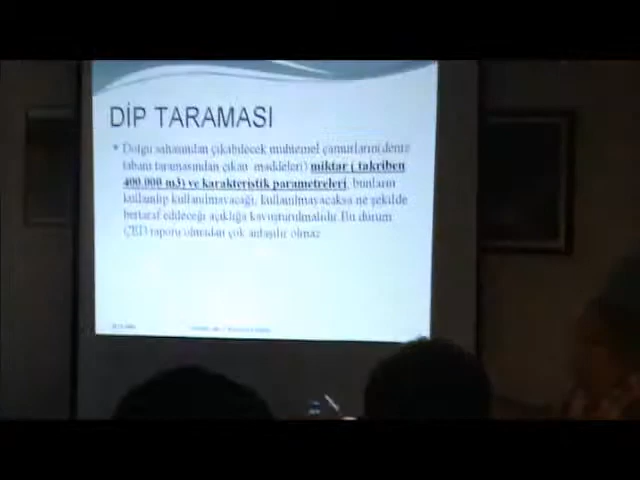 DİP TARAMASI
Dolgu sahasından çıkabilecek muhtemel çamurların( deniz
tabanı taramasından çıkan maddeleri) miktar ( takriben
400.000 m3) ve karakteristik parametreleri, bunların
kullanılıp kullanılmayacağı, kullanılmayacaksa ne şekilde
bertaraf edileceği açıklığa kavuşturulmalıdır. Bu durum
ÇED raporu olmadan çok anlaşılır olmaz